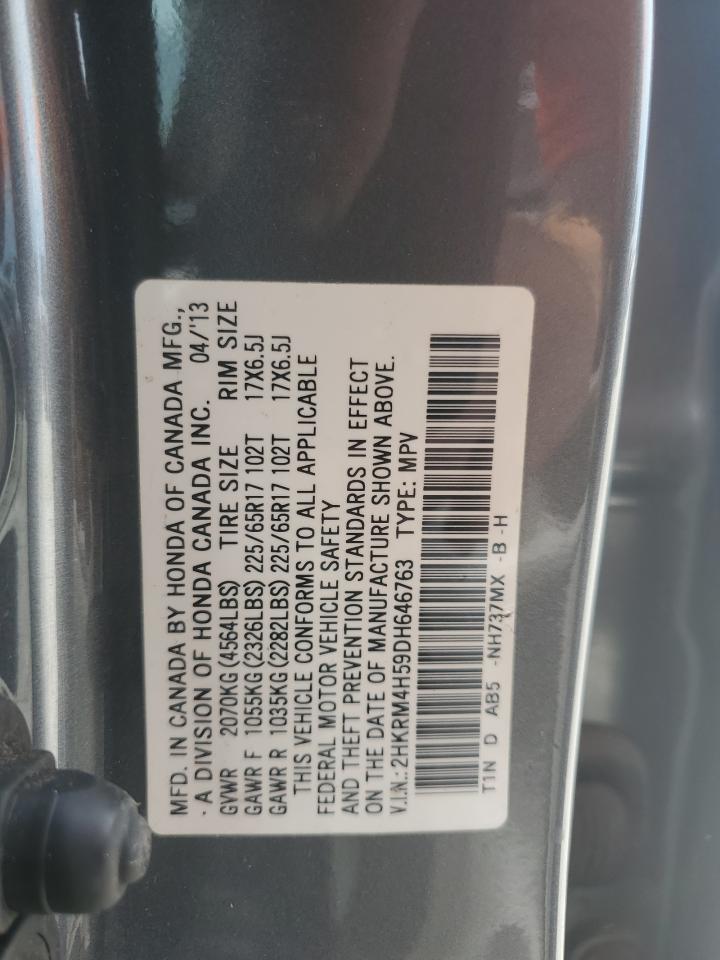 MFD. IN CANADA BY HONDA OF CANADA MFG.,
- A DIVISION OF HONDA CANADA INC. 04/'13
GVWR 2070KG(4564LBS) TIRE SIZE RIM SIZE
GAWR F 1055KG(2326LBS) 225/65R17 102T 17X6.5J
GAWR R 1035KG(2282LBS) 225/65R17 102T 17X6.5J
THIS VEHICLE CONFORMS TO ALL APPLICABLE
FEDERAL MOTOR VEHICLE SAFETY
AND THEFT PREVENTION STANDARDS IN EFFECT
ON THE DATE OF MANUFACTURE SHOWN ABOVE.
V.I.N.: 2HKRM4H59DH646763 TYPE: MPV
T1N D AB5 -NH737MX -B -H